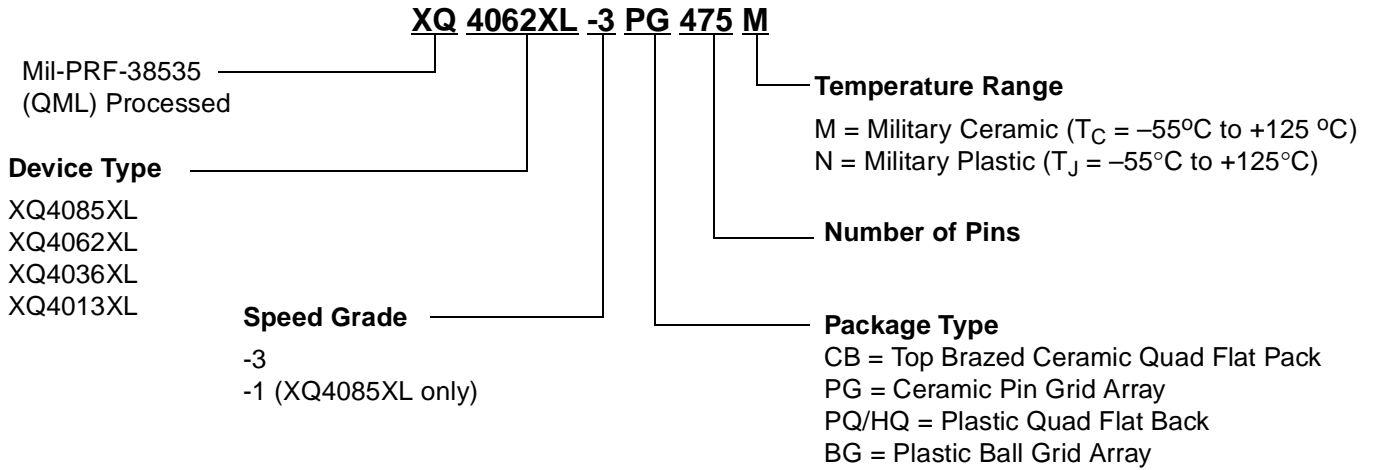 XQ 4062XL -3 PG 475 M
Mil-PRF-38535
(QML) Processed
Device Type
XQ4085XL
XQ4062XL
XQ4036XL
XQ4013XL
Speed Grade
-3
-1 (XQ4085XL only)
Temperature Range
M = Military Ceramic (TC = –55oC to +125 oC)
N = Military Plastic (TJ = –55°C to +125°C)
Number of Pins
Package Type
CB = Top Brazed Ceramic Quad Flat Pack
PG = Ceramic Pin Grid Array
PQ/HQ = Plastic Quad Flat Back
BG = Plastic Ball Grid Array